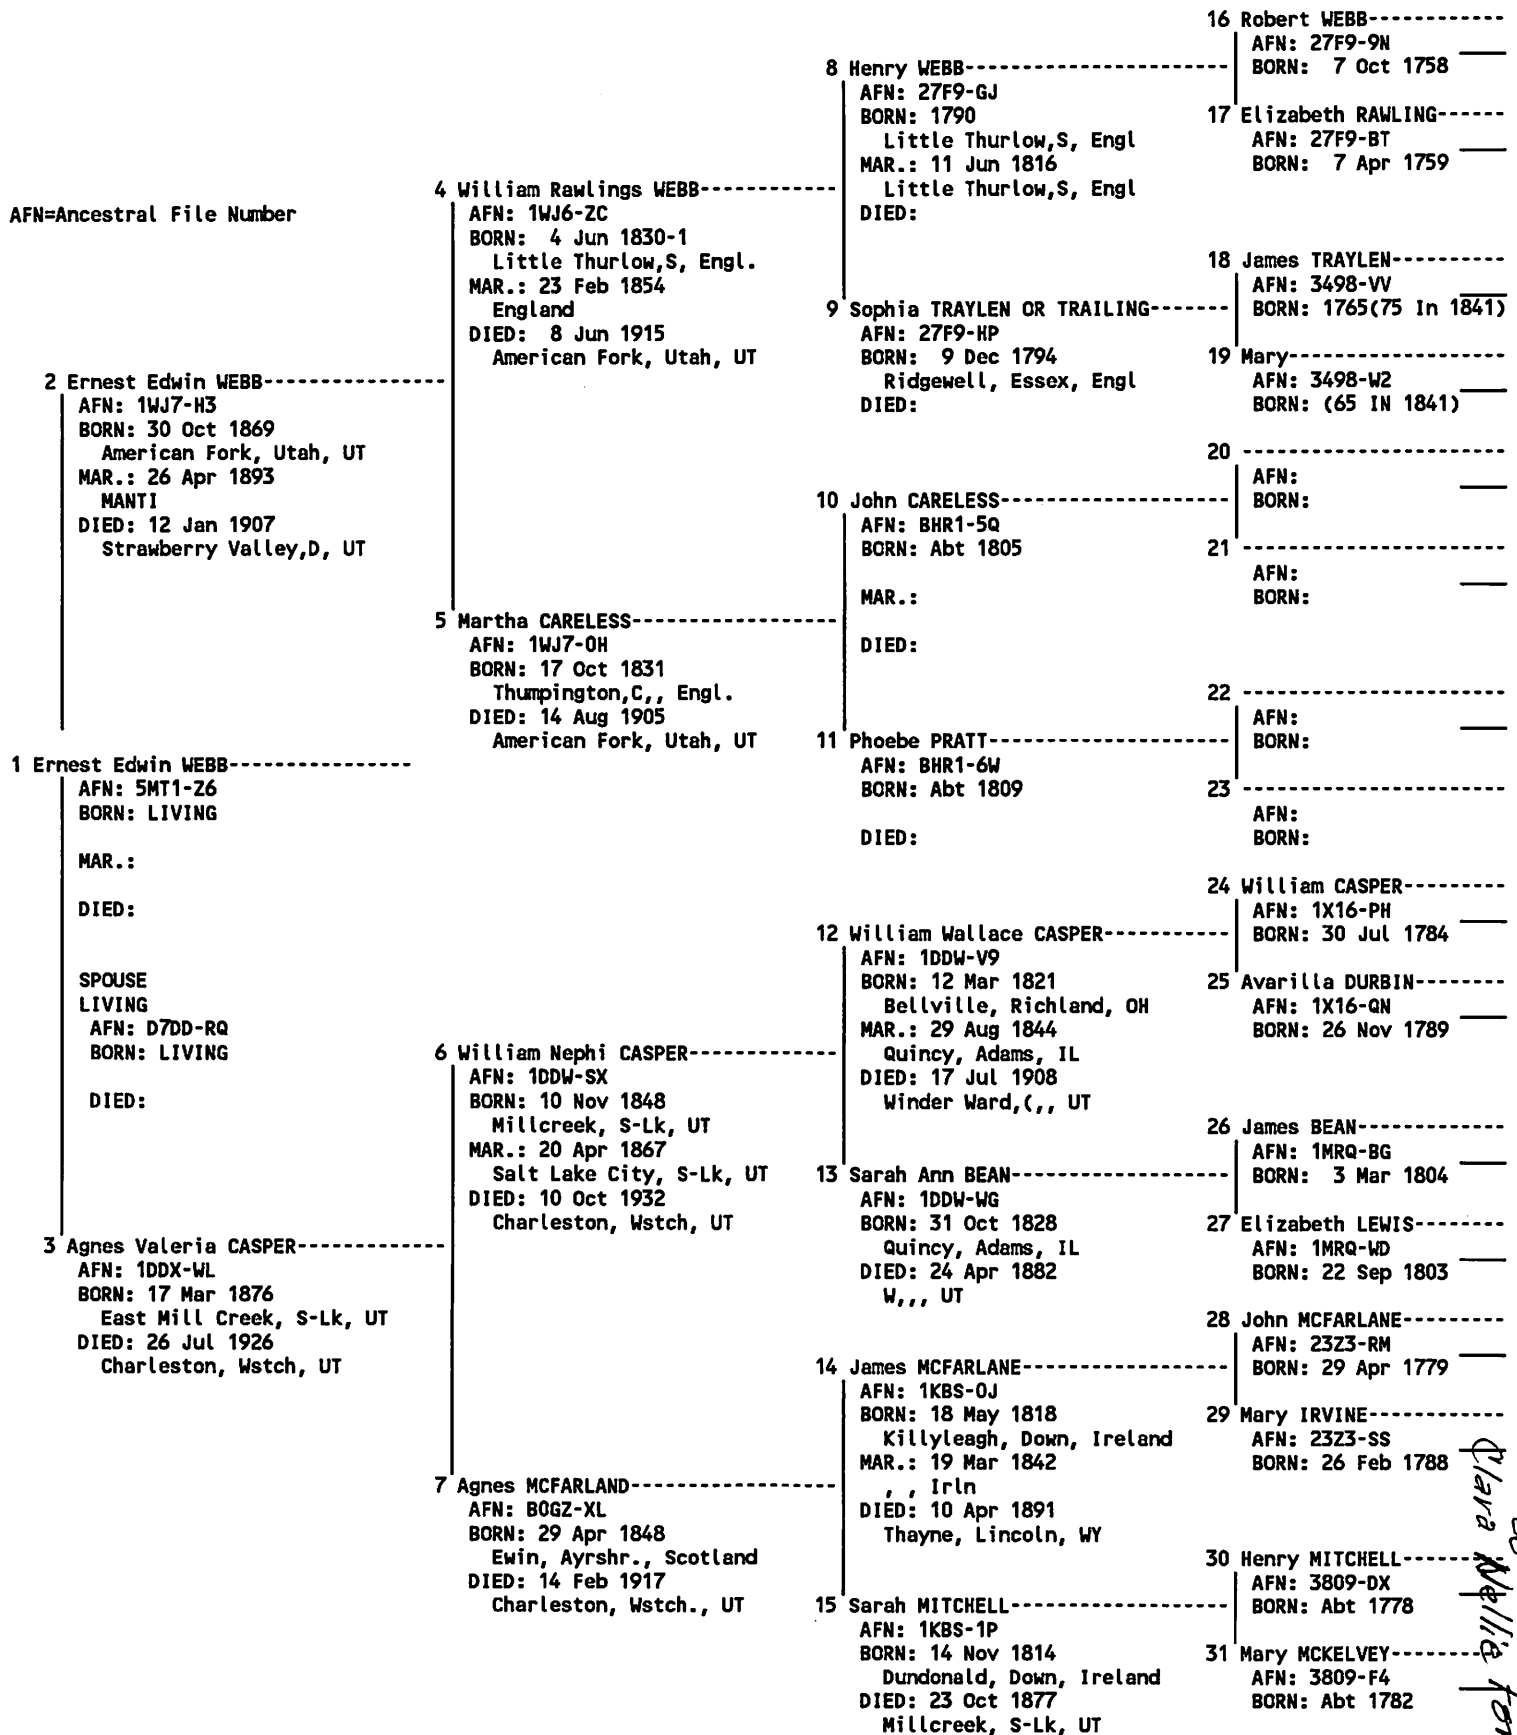 AFN=Ancestral File Number
1 Ernest Edwin WEBB---------------
AFN: 5MT1-Z6
BORN: LIVING
MAR.:
DIED:
SPOUSE
LIVING
AFN: D7DD-RQ
BORN: LIVING
DIED:
2 Ernest Edwin WEBB---------------
AFN: 1WJ7-H3
BORN: 30 Oct 1869
American Fork, Utah, UT
MAR.: 26 Apr 1893
MANTI
DIED: 12 Jan 1907
Strawberry Valley,D, UT
3 Agnes Valeria CASPER------------
AFN: 1DDX-WL
BORN: 17 Mar 1876
East Mill Creek, S-Lk, UT
DIED: 26 Jul 1926
Charleston, Wstch, UT
4 William Rawlings WEBB-----------
AFN: 1WJ6-ZC
BORN: 4 Jun 1830-1
Little Thurlow,S, Engl.
MAR.: 23 Feb 1854
England
DIED: 8 Jun 1915
American Fork, Utah, UT
5 Martha CARELESS-----------------
AFN: 1WJ7-0H
BORN: 17 Oct 1831
Thumpington,C,, Engl.
DIED: 14 Aug 1905
American Fork, Utah, UT
6 William Nephi CASPER------------
AFN: 1DDW-SX
BORN: 10 Nov 1848
Millcreek, S-Lk, UT
MAR.: 20 Apr 1867
Salt Lake City, S-Lk, UT
DIED: 10 Oct 1932
Charleston, Wstch, UT
7 Agnes MCFARLAND-----------------
AFN: B0GZ-XL
BORN: 29 Apr 1848
Ewin, Ayrshr., Scotland
DIED: 14 Feb 1917
Charleston, Wstch., UT
8 Henry WEBB----------------------
AFN: 27F9-GJ
BORN: 1790
Little Thurlow,S, Engl
MAR.: 11 Jun 1816
Little Thurlow,S, Engl
DIED:
9 Sophia TRAYLEN OR TRAILING------
AFN: 27F9-HP
BORN: 9 Dec 1794
Ridgewell, Essex, Engl
DIED:
10 John CARELESS-------------------
AFN: BHR1-5Q
BORN: Abt 1805
MAR.:
DIED:
11 Phoebe PRATT--------------------
AFN: BHR1-6W
BORN: Abt 1809
DIED:
12 William Wallace CASPER----------
AFN: 1DDW-V9
BORN: 12 Mar 1821
Bellville, Richland, OH
MAR.: 29 Aug 1844
Quincy, Adams, IL
DIED: 17 Jul 1908
Winder Ward,(,, UT
13 Sarah Ann BEAN------------------
AFN: 1DDW-WG
BORN: 31 Oct 1828
Quincy, Adams, IL
DIED: 24 Apr 1882
W,,, UT
14 James MCFARLANE-----------------
AFN: 1KBS-0J
BORN: 18 May 1818
Killyleagh, Down, Ireland
MAR.: 19 Mar 1842
, , Irln
DIED: 10 Apr 1891
Thayne, Lincoln, WY
15 Sarah MITCHELL------------------
AFN: 1KBS-1P
BORN: 14 Nov 1814
Dundonald, Down, Ireland
DIED: 23 Oct 1877
Millcreek, S-Lk, UT
16 Robert WEBB------------
AFN: 27F9-9N
BORN: 7 Oct 1758
17 Elizabeth RAWLING------
AFN: 27F9-BT
BORN: 7 Apr 1759
18 James TRAYLEN----------
AFN: 3498-VV
BORN: 1765(75 In 1841)
19 Mary-------------------
AFN: 3498-W2
BORN: (65 IN 1841)
20 -----------------------
AFN:
BORN:
21 -----------------------
AFN:
BORN:
22 -----------------------
AFN:
BORN:
23 -----------------------
AFN:
BORN:
24 William CASPER---------
AFN: 1X16-PH
BORN: 30 Jul 1784
25 Avarilla DURBIN--------
AFN: 1X16-QN
BORN: 26 Nov 1789
26 James BEAN-------------
AFN: 1MRQ-BG
BORN: 3 Mar 1804
27 Elizabeth LEWIS--------
AFN: 1MRQ-WD
BORN: 22 Sep 1803
28 John MCFARLANE---------
AFN: 23Z3-RM
BORN: 29 Apr 1779
29 Mary IRVINE------------
AFN: 23Z3-SS
BORN: 26 Feb 1788
30 Henry MITCHELL---------
AFN: 3809-DX
BORN: Abt 1778
31 Mary MCKELVEY----------
AFN: 3809-F4
BORN: Abt 1782
Clara Nellie